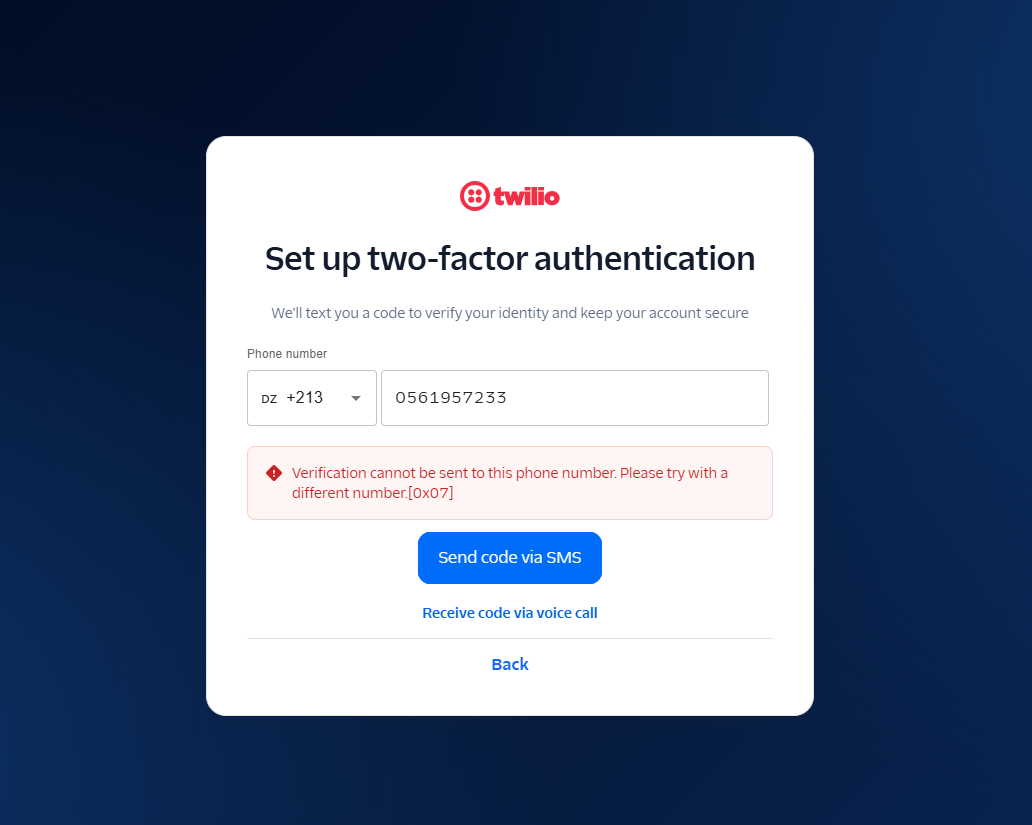 twilio
Set up two-factor authentication
We'll text you a code to verify your identity and keep your account secure
Phone number
DZ +213
0561957233
Verification cannot be sent to this phone number. Please try with a
different number.[0x07]
Send code via SMS
Receive code via voice call
Back